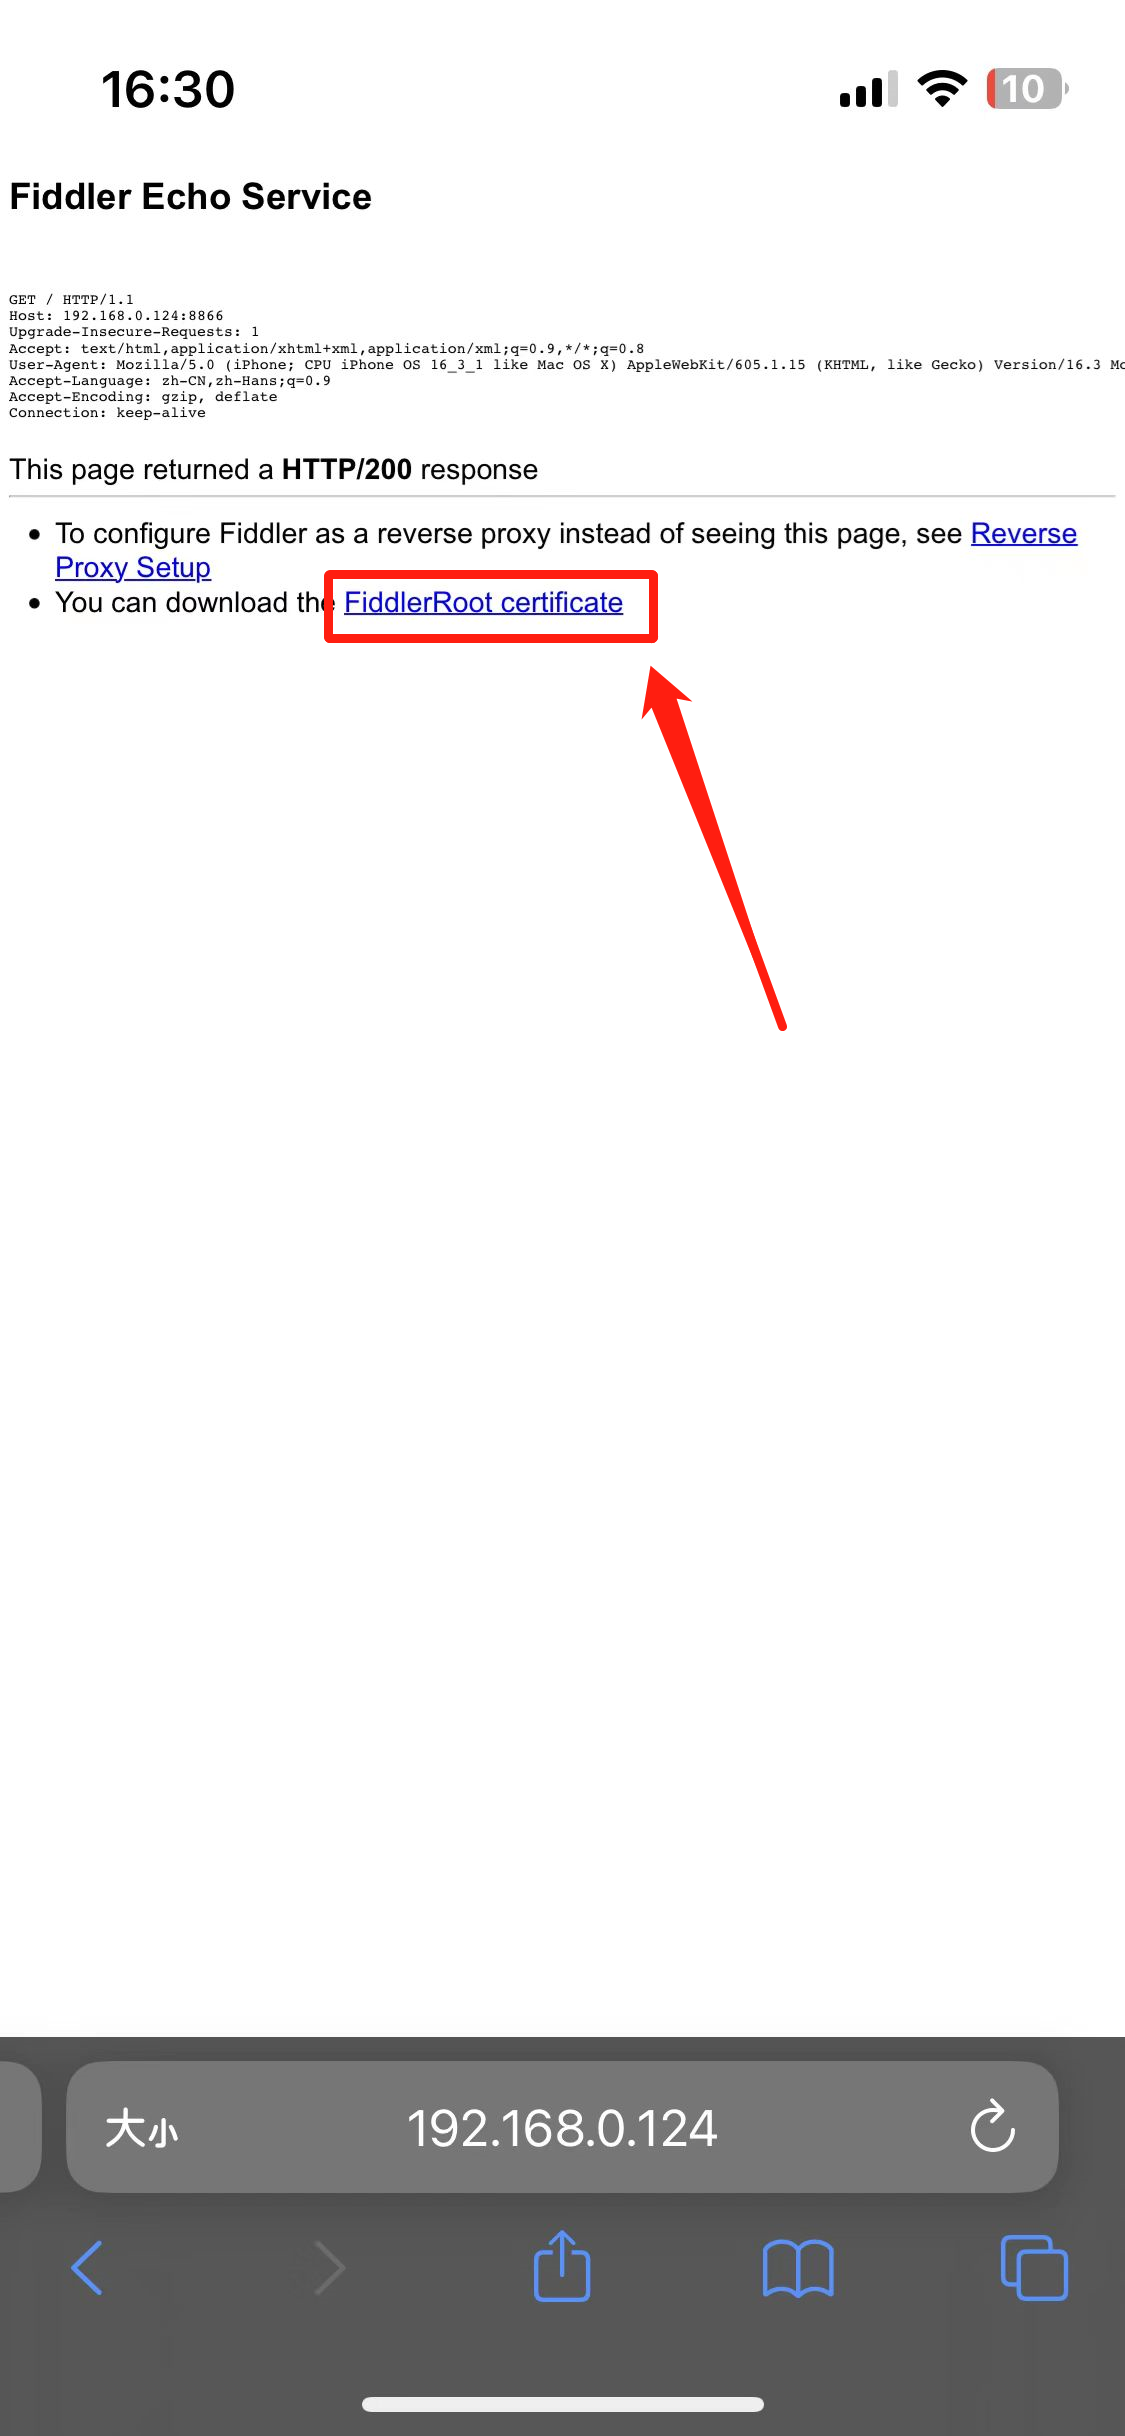 16:30
10
Fiddler Echo Service
GET / HTTP/1.1
Host: 192.168.0.124:8866
Upgrade-Insecure-Requests: 1
Accept: text/html,application/xhtml+xml,application/xml;q=0.9,*/*;q=0.8
User-Agent: Mozilla/5.0 (iPhone; CPU iPhone OS 16_3_1 like Mac OS X) AppleWebKit/605.1.15 (KHTML, like Gecko) Version/16.3 Mo
Accept-Language: zh-CN,zh-Hans;q=0.9
Accept-Encoding: gzip, deflate
Connection: keep-alive
This page returned a HTTP/200 response
• To configure Fiddler as a reverse proxy instead of seeing this page, see Reverse
Proxy Setup
• You can download the FiddlerRoot certificate
大小 192.168.0.124